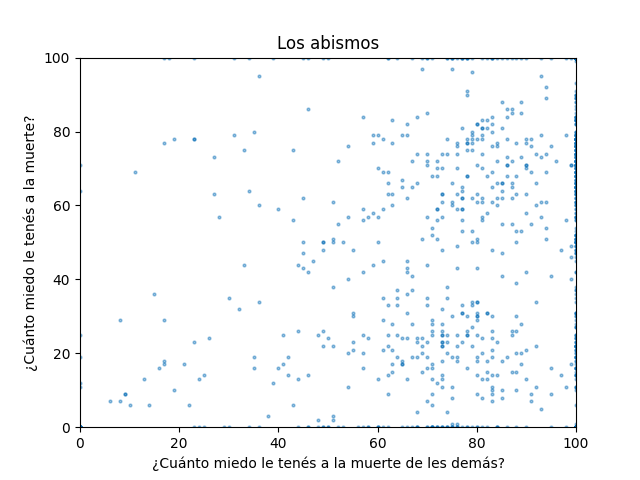 Los abismos
¿Cuánto miedo le tenés a la muerte?
100
80
60
40
20
0
0 20 40 60 80 100
¿Cuánto miedo le tenés a la muerte de les demás?